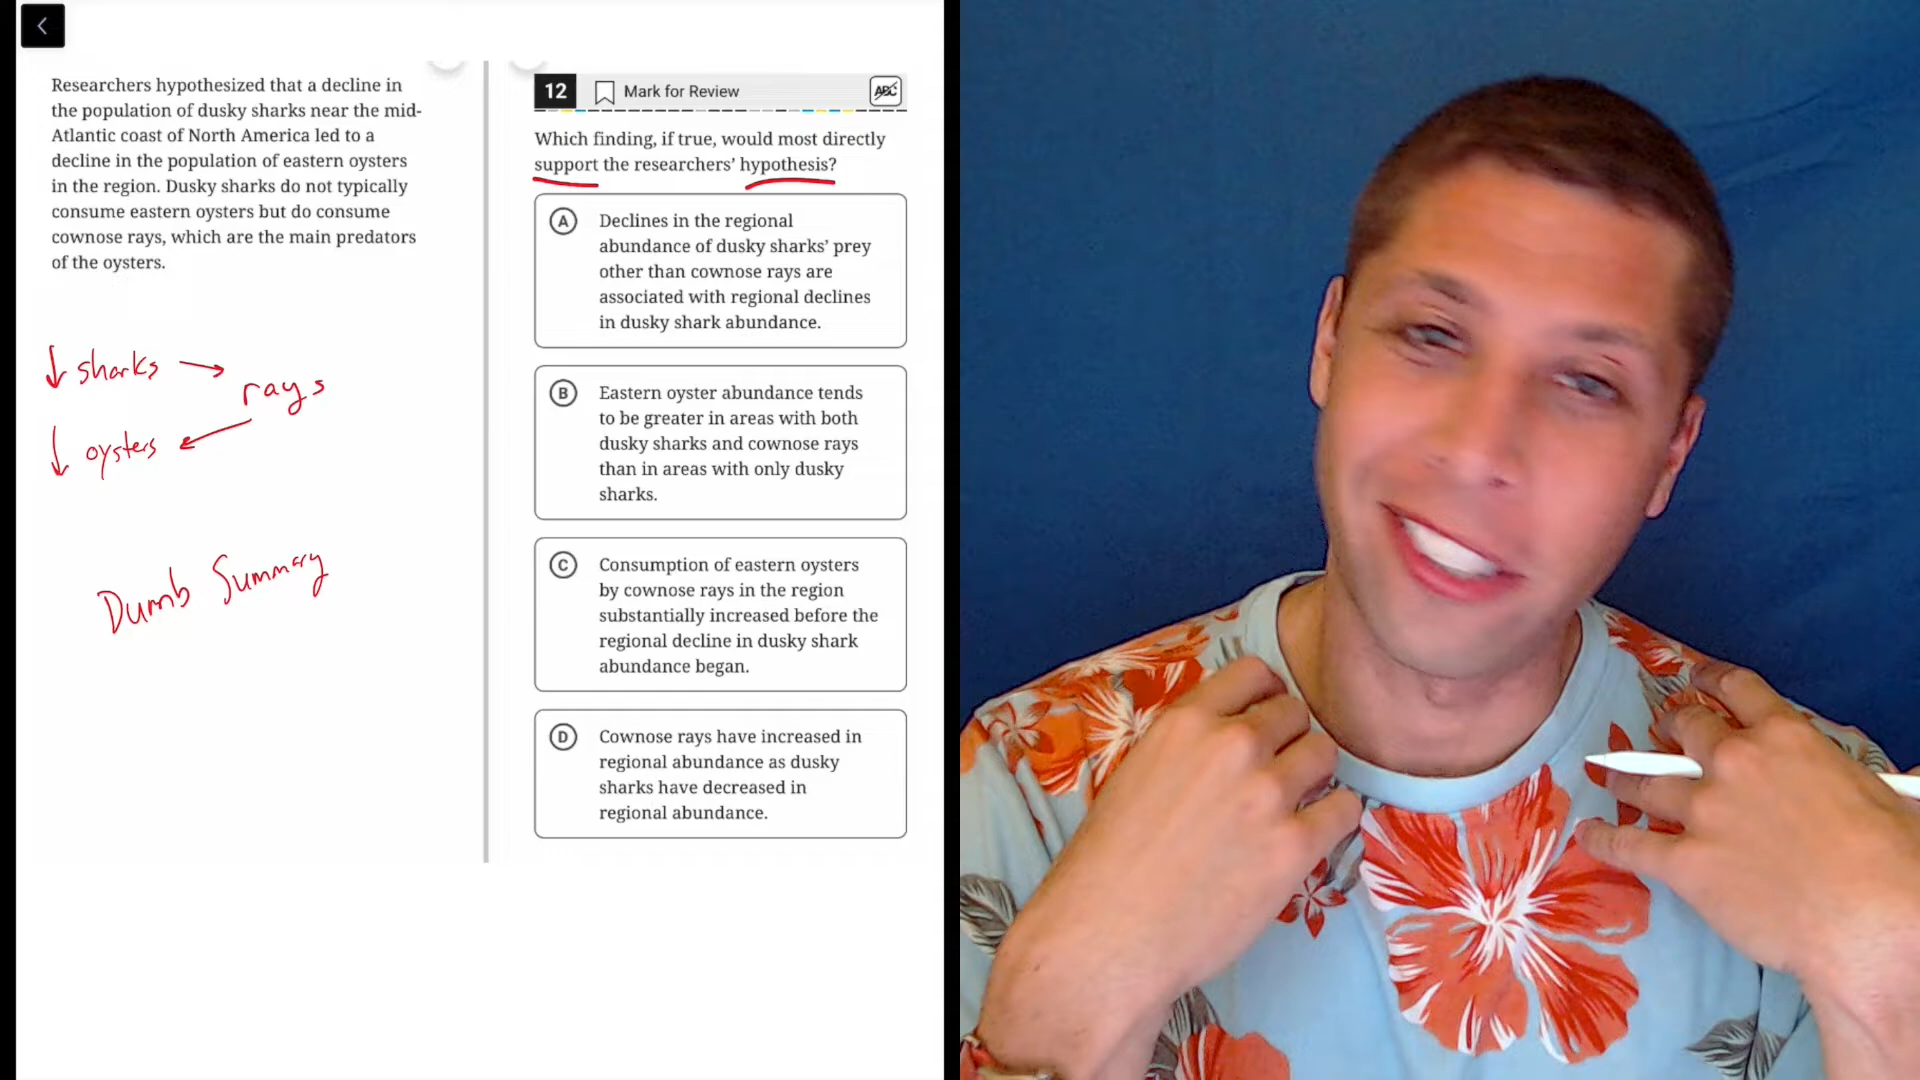 Researchers hypothesized that a decline in
the population of dusky sharks near the mid-
Atlantic coast of North America led to a
decline in the population of eastern oysters
in the region. Dusky sharks do not typically
consume eastern oysters but do consume
cownose rays, which are the main predators
of the oysters.
↓ sharks →
rays
↓ oysters ←
Dumb Summary
12 Mark for Review ABC
Which finding, if true, would most directly
support the researchers’ hypothesis?
A Declines in the regional
abundance of dusky sharks’ prey
other than cownose rays are
associated with regional declines
in dusky shark abundance.
B Eastern oyster abundance tends
to be greater in areas with both
dusky sharks and cownose rays
than in areas with only dusky
sharks.
C Consumption of eastern oysters
by cownose rays in the region
substantially increased before the
regional decline in dusky shark
abundance began.
D Cownose rays have increased in
regional abundance as dusky
sharks have decreased in
regional abundance.